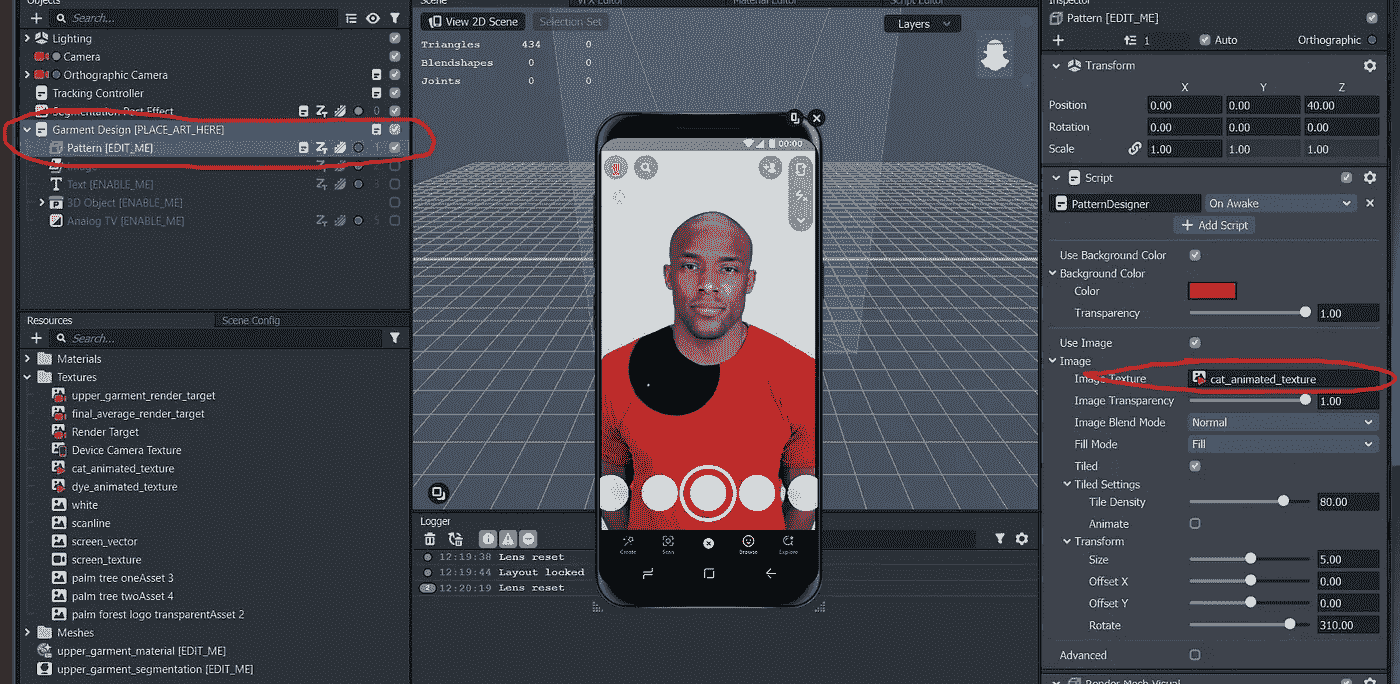 Objects
Search...
Lighting
Camera
Orthographic Camera
Tracking Controller
Segmentation Post Effect 0
Garment Design [PLACE_ART_HERE]
Pattern [EDIT_ME] 1
Image 2
Text [ENABLE_ME] 3
3D Object [ENABLE_ME]
Analog TV [ENABLE_ME] 5
Resources Scene Config
Search...
Materials
Textures
upper_garment_render_target
final_average_render_target
Render Target
Device Camera Texture
cat_animated_texture
dye_animated_texture
white
scanline
screen_vector
screen_texture
palm tree oneAsset 3
palm tree twoAsset 4
palm forest logo transparentAsset 2
Meshes
upper_garment_material [EDIT_ME]
upper_garment_segmentation [EDIT_ME]
Scene VFX Editor Material Editor Script Editor
View 2D Scene Selection Set Layers
Triangles 434 0
Blendshapes 0 0
Joints 0 0
00:00
Create Scan Browse Explore
Logger
12:19:38 Lens reset
12:19:44 Layout locked
2 12:20:19 Lens reset
Inspector
Pattern [EDIT_ME]
1 Auto Orthographic
Transform
X Y Z
Position 0.00 0.00 40.00
Rotation 0.00 0.00 0.00
Scale 1.00 1.00 1.00
Script
PatternDesigner On Awake
+ Add Script
Use Background Color
Background Color
Color
Transparency 1.00
Use Image
Image
Image Texture cat_animated_texture
Image Transparency 1.00
Image Blend Mode Normal
Fill Mode Fill
Tiled
Tiled Settings
Tile Density 80.00
Animate
Transform
Size 5.00
Offset X 0.00
Offset Y 0.00
Rotate 310.00
Advanced
Render Mesh Visual